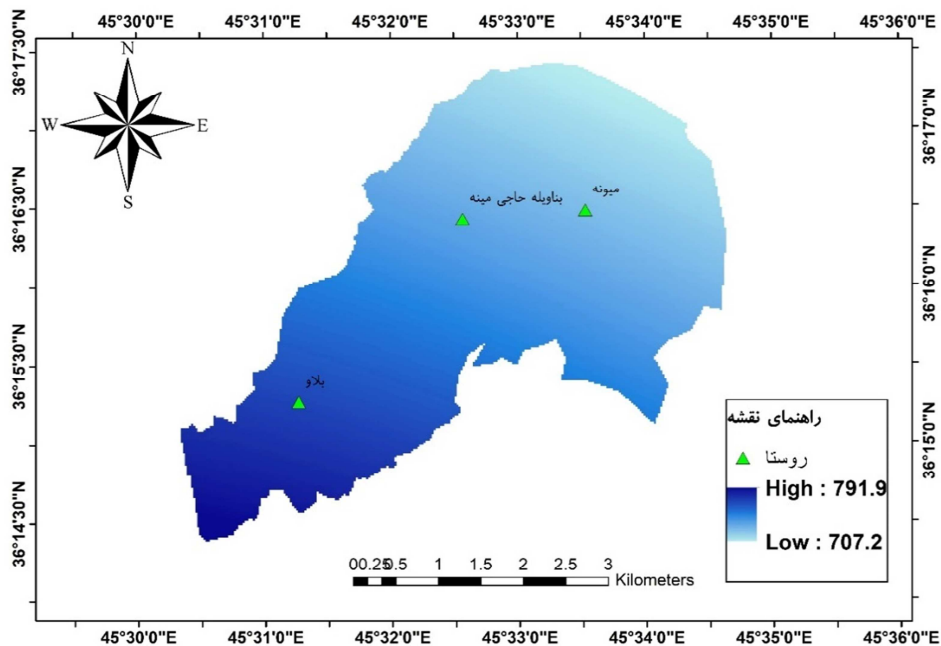 45°30'0"E 45°31'0"E 45°32'0"E 45°33'0"E 45°34'0"E 45°35'0"E 45°36'0"E
36°17'30"N
36°16'30"N
36°15'30"N
36°14'30"N
N
W E
S
میونه
بناویله حاجی مینه
بلاو
36°17'0"N
36°16'0"N
36°15'0"N
راهنمای نقشه
روستا
High : 791.9
Low : 707.2
0 0.25 0.5 1 1.5 2 2.5 3
Kilometers
45°30'0"E 45°31'0"E 45°32'0"E 45°33'0"E 45°34'0"E 45°35'0"E 45°36'0"E